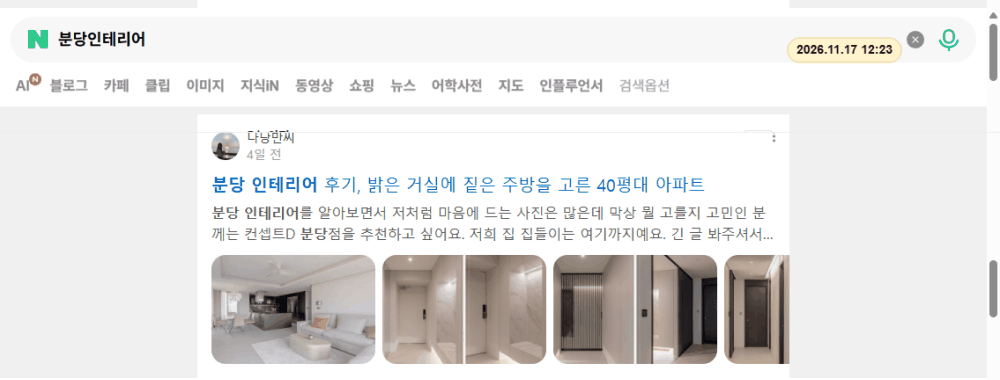 N 분당인테리어
2026.11.17 12:23
AI N 블로그 카페 클립 이미지 지식iN 동영상 쇼핑 뉴스 어학사전 지도 인플루언서 검색옵션
다낭반씨
4일 전
분당 인테리어 후기, 밝은 거실에 짙은 주방을 고른 40평대 아파트
분당 인테리어를 알아보면서 저처럼 마음에 드는 사진은 많은데 막상 뭘 고를지 고민인 분
께는 컨셉트D 분당점을 추천하고 싶어요. 저희 집 집들이는 여기까지예요. 긴 글 봐주셔서...